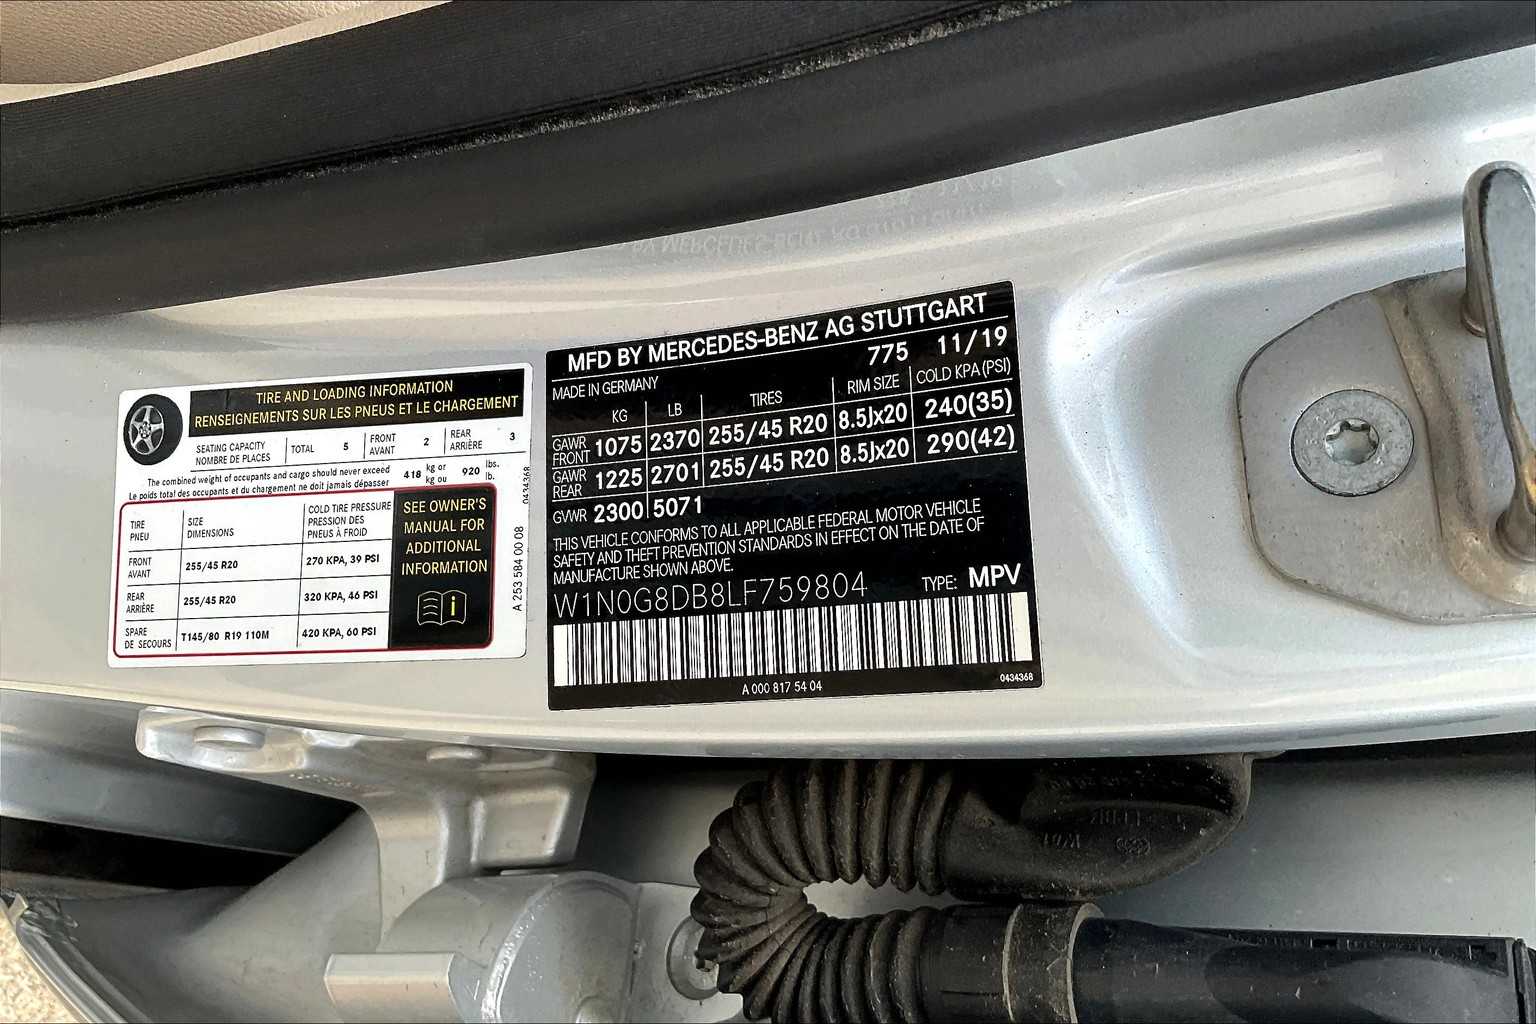 TIRE AND LOADING INFORMATION
RENSEIGNEMENTS SUR LES PNEUS ET LE CHARGEMENT
SEATING CAPACITY
NOMBRE DE PLACES
TOTAL 5
FRONT
AVANT
2
REAR
ARRIÈRE
3
The combined weight of occupants and cargo should never exceed
Le poids total des occupants et du chargement ne doit jamais dépasser
418 kg or
kg ou
920 lbs.
lb.
TIRE
PNEU
SIZE
DIMENSIONS
COLD TIRE PRESSURE
PRESSION DES
PNEUS À FROID
FRONT
AVANT
255/45 R20
270 KPA, 39 PSI
REAR
ARRIÈRE
255/45 R20
320 KPA, 46 PSI
SPARE
DE SECOURS
T145/80 R19 110M
420 KPA, 60 PSI
SEE OWNER'S
MANUAL FOR
ADDITIONAL
INFORMATION
i
0434368
A 253 584 00 08
MFD BY MERCEDES-BENZ AG STUTTGART
775 11/19
MADE IN GERMANY
KG LB TIRES RIM SIZE COLD KPA (PSI)
GAWR
FRONT
1075 2370 255/45 R20 8.5Jx20 240(35)
GAWR
REAR
1225 2701 255/45 R20 8.5Jx20 290(42)
GVWR 2300 5071
THIS VEHICLE CONFORMS TO ALL APPLICABLE FEDERAL MOTOR VEHICLE
SAFETY AND THEFT PREVENTION STANDARDS IN EFFECT ON THE DATE OF
MANUFACTURE SHOWN ABOVE.
W1N0G8DB8LF759804 TYPE: MPV
A 000 817 54 04
0434368